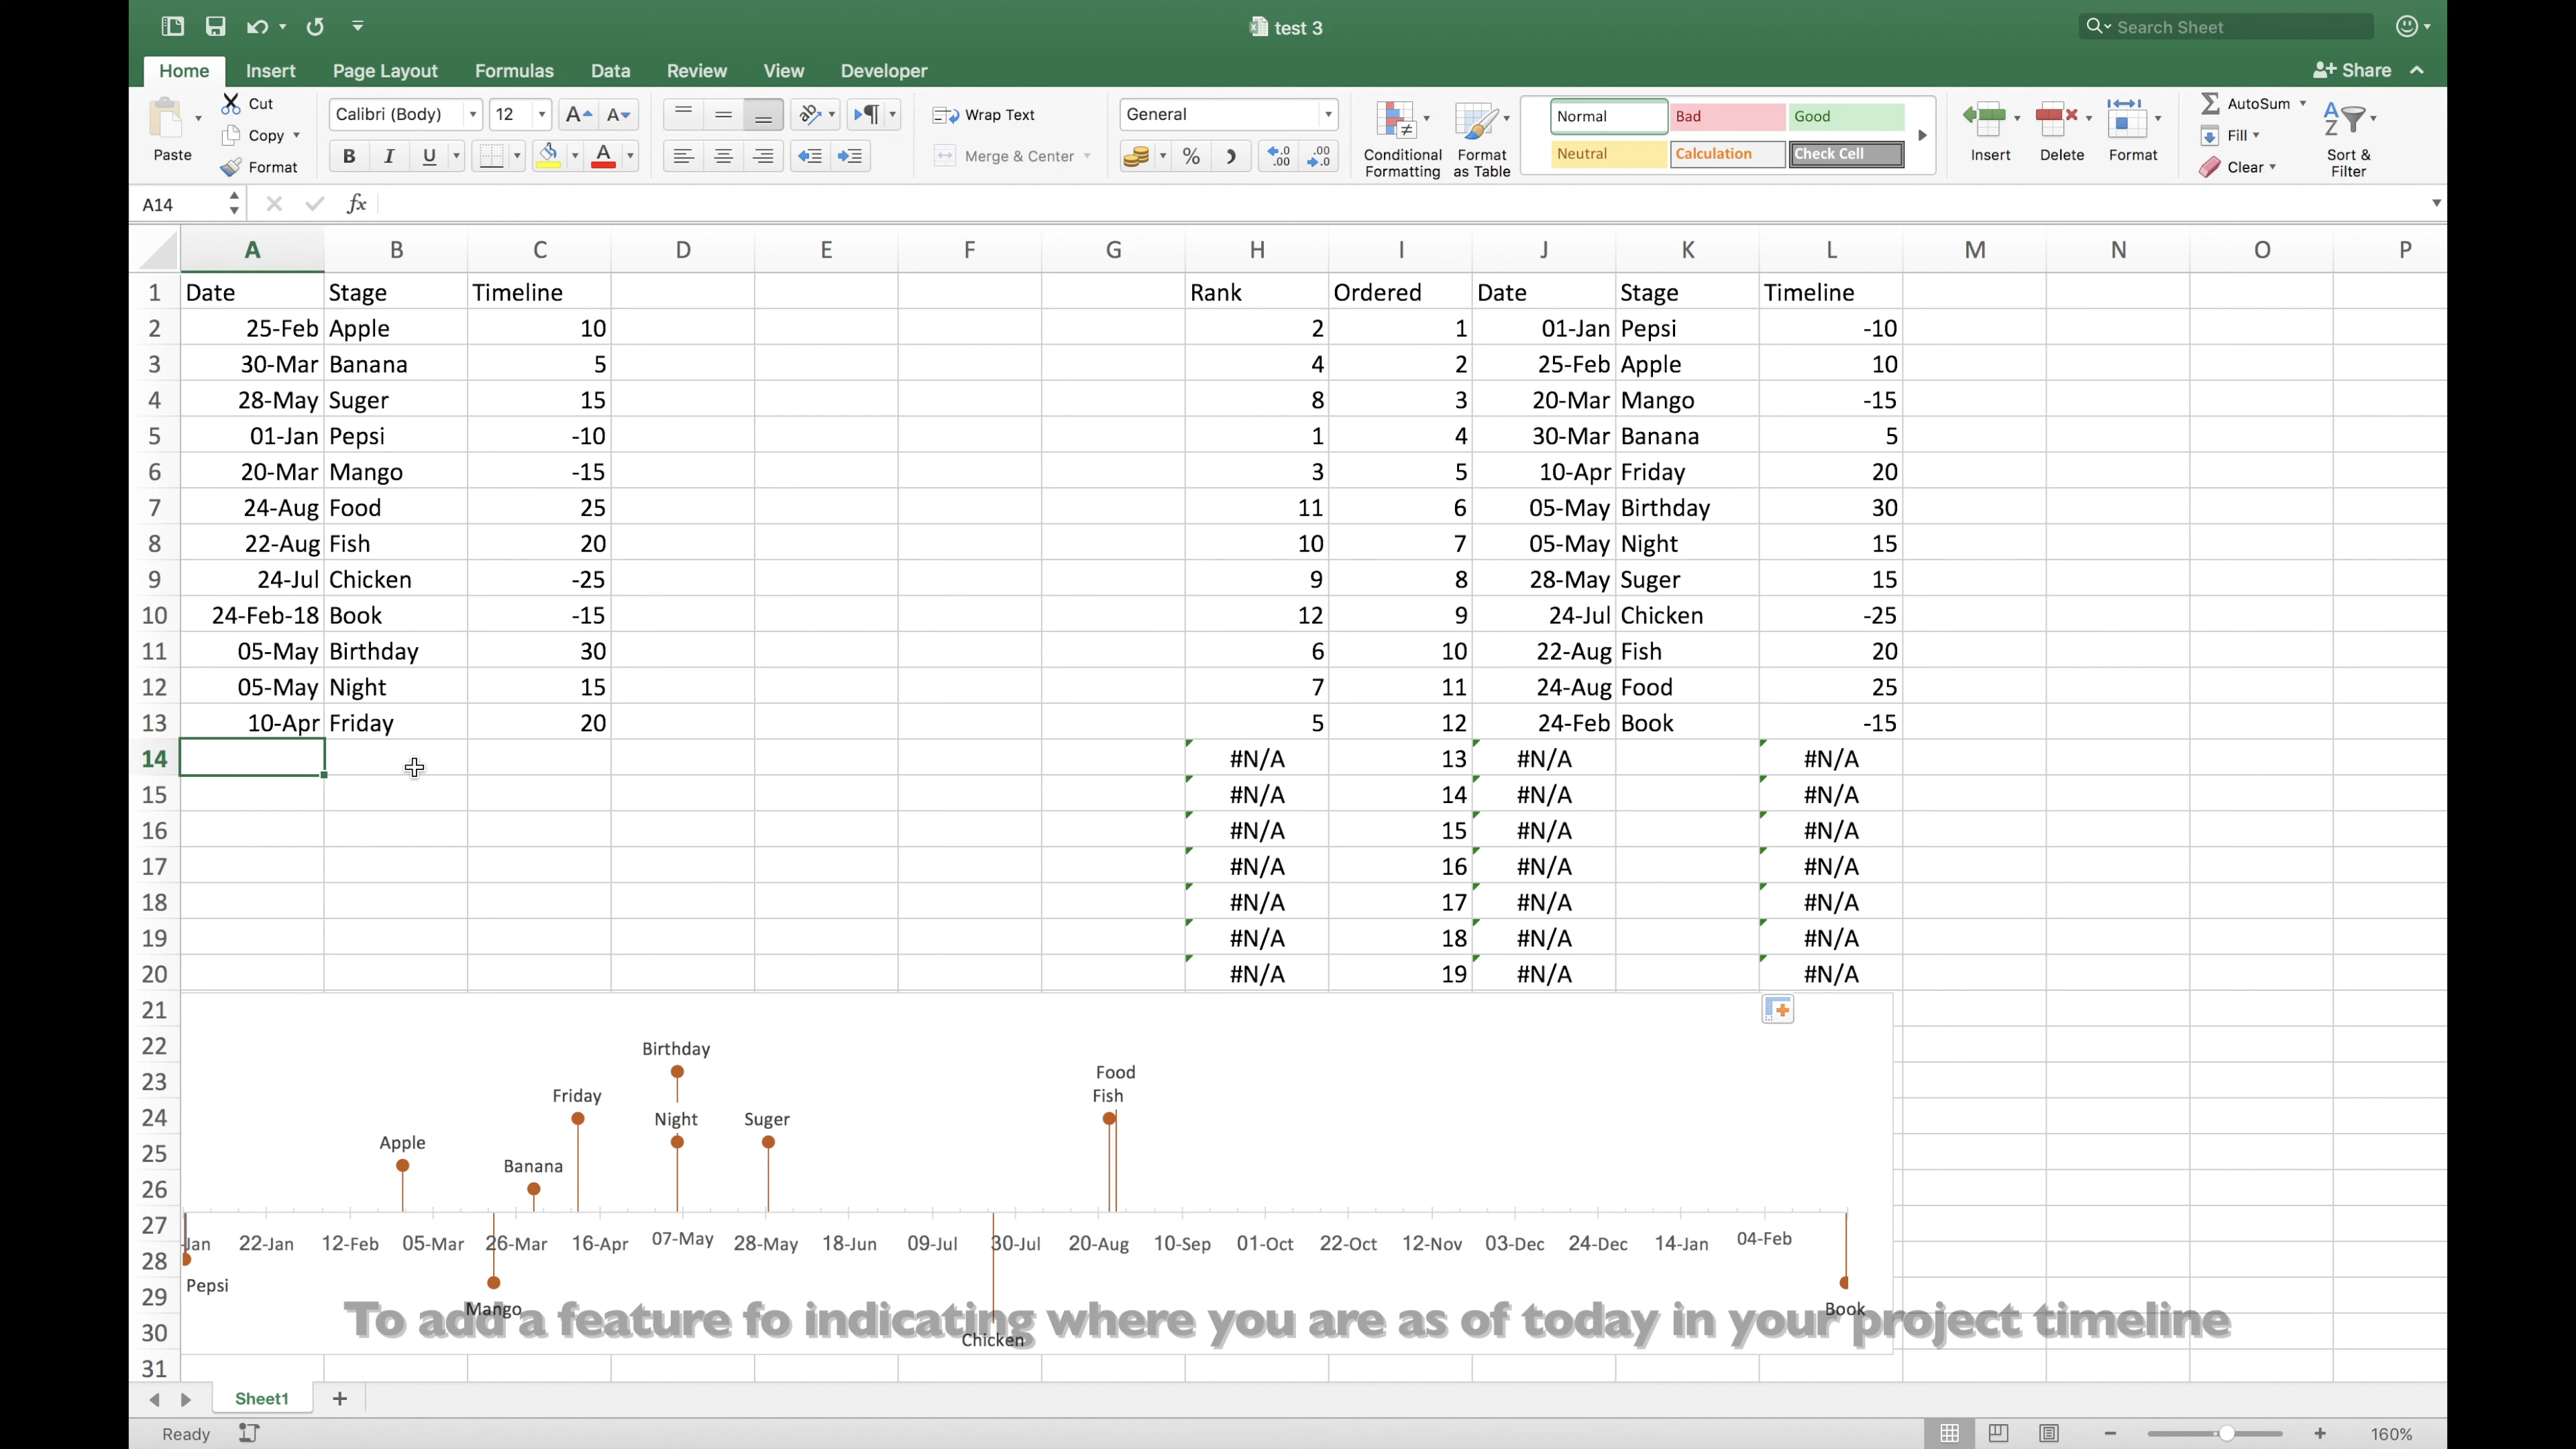 test 3
Search Sheet
Home Insert Page Layout Formulas Data Review View Developer Share
Paste Cut Copy Format
Calibri (Body) 12
B I U
Wrap Text
Merge & Center
General
Conditional Formatting
Format as Table
Normal Bad Good
Neutral Calculation Check Cell
Insert Delete Format
AutoSum
Fill
Clear
Sort & Filter
A14 fx
A B C D E F G H I J K L M N O P
1 Date Stage Timeline Rank Ordered Date Stage Timeline
2 25-Feb Apple 10 2 1 01-Jan Pepsi -10
3 30-Mar Banana 5 4 2 25-Feb Apple 10
4 28-May Suger 15 8 3 20-Mar Mango -15
5 01-Jan Pepsi -10 1 4 30-Mar Banana 5
6 20-Mar Mango -15 3 5 10-Apr Friday 20
7 24-Aug Food 25 11 6 05-May Birthday 30
8 22-Aug Fish 20 10 7 05-May Night 15
9 24-Jul Chicken -25 9 8 28-May Suger 15
10 24-Feb-18 Book -15 12 9 24-Jul Chicken -25
11 05-May Birthday 30 6 10 22-Aug Fish 20
12 05-May Night 15 7 11 24-Aug Food 25
13 10-Apr Friday 20 5 12 24-Feb Book -15
14 #N/A 13 #N/A #N/A
15 #N/A 14 #N/A #N/A
16 #N/A 15 #N/A #N/A
17 #N/A 16 #N/A #N/A
18 #N/A 17 #N/A #N/A
19 #N/A 18 #N/A #N/A
20 #N/A 19 #N/A #N/A
21
22 Birthday
23 Friday Food
24 Night Suger Fish
25 Apple
26 Banana
27 Jan 22-Jan 12-Feb 05-Mar 26-Mar 16-Apr 07-May 28-May 18-Jun 09-Jul 30-Jul 20-Aug 10-Sep 01-Oct 22-Oct 12-Nov 03-Dec 24-Dec 14-Jan 04-Feb
28 Pepsi
29 Mango Book
30 Chicken
To add a feature fo indicating where you are as of today in your project timeline
31
Sheet1
Ready 160%